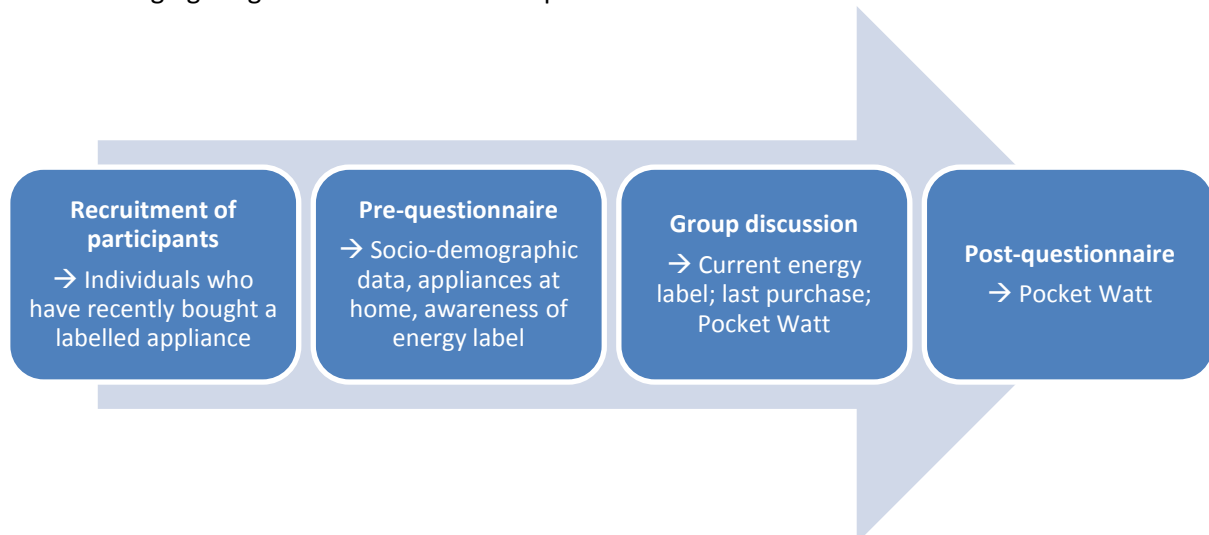 Recruitment of
participants
→ Individuals who
have recently bought a
labelled appliance
Pre-questionnaire
→ Socio-demographic
data, appliances at
home, awareness of
energy label
Group discussion
→ Current energy
label; last purchase;
Pocket Watt
Post-questionnaire
→ Pocket Watt